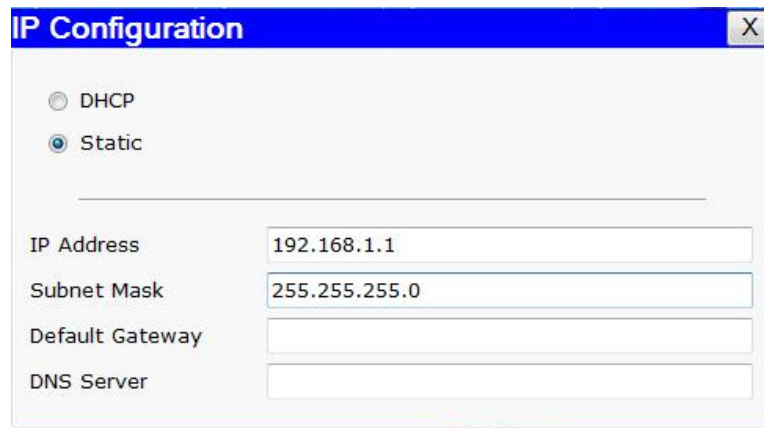 IP Configuration X
DHCP
Static
IP Address 192.168.1.1
Subnet Mask 255.255.255.0
Default Gateway
DNS Server